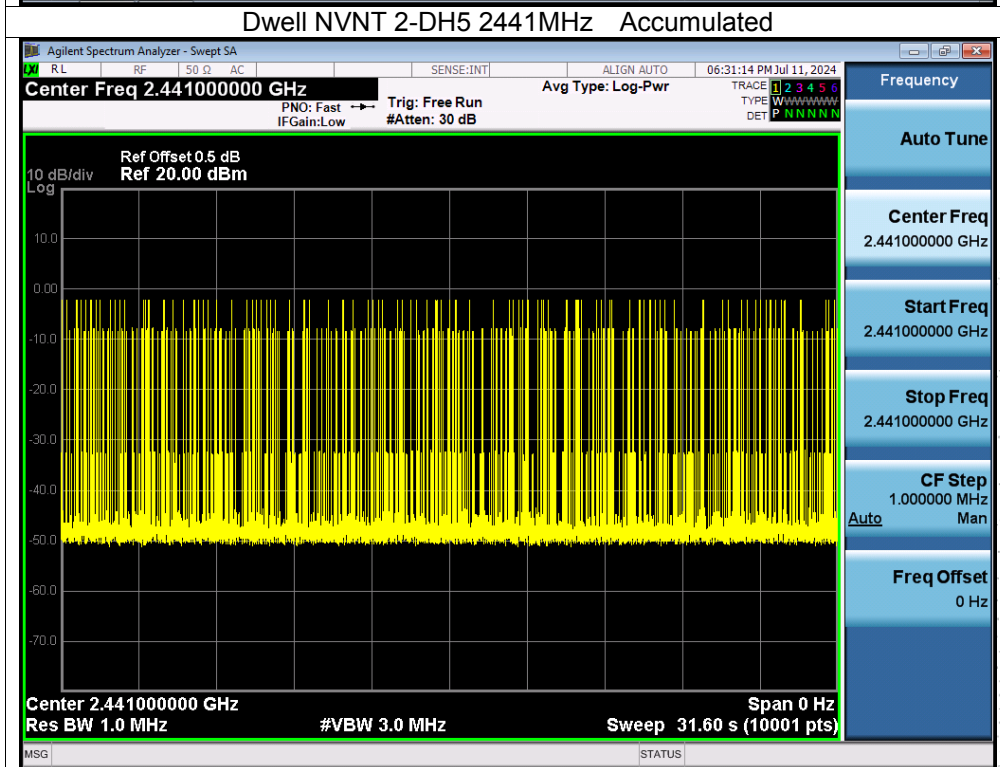 Dwell NVNT 2-DH5 2441MHz Accumulated
Agilent Spectrum Analyzer - Swept SA
LXI RL RF 50 Ω AC SENSE:INT ALIGN AUTO 06:31:14 PM Jul 11, 2024
Center Freq 2.441000000 GHz
PNO: Fast
IFGain:Low
Trig: Free Run
#Atten: 30 dB
Avg Type: Log-Pwr
TRACE 1 2 3 4 5 6
TYPE WWWWWW
DET P N N N N N
Frequency
Auto Tune
Center Freq
2.441000000 GHz
Start Freq
2.441000000 GHz
Stop Freq
2.441000000 GHz
CF Step
1.000000 MHz
Auto Man
Freq Offset
0 Hz
Ref Offset 0.5 dB
10 dB/div Ref 20.00 dBm
Log
10.0
0.00
-10.0
-20.0
-30.0
-40.0
-50.0
-60.0
-70.0
Center 2.441000000 GHz Span 0 Hz
Res BW 1.0 MHz #VBW 3.0 MHz Sweep 31.60 s (10001 pts)
MSG STATUS